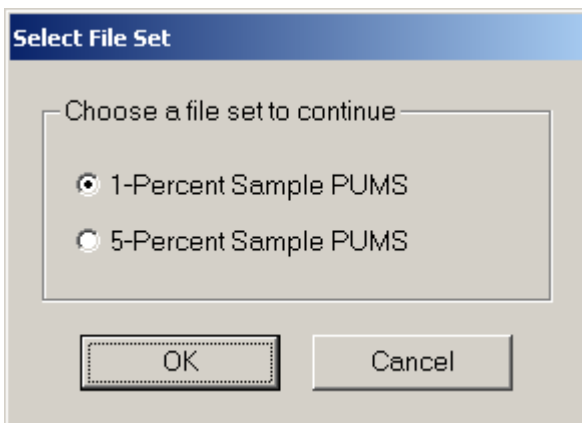 Select File Set
Choose a file set to continue
1-Percent Sample PUMS
5-Percent Sample PUMS
OK
Cancel